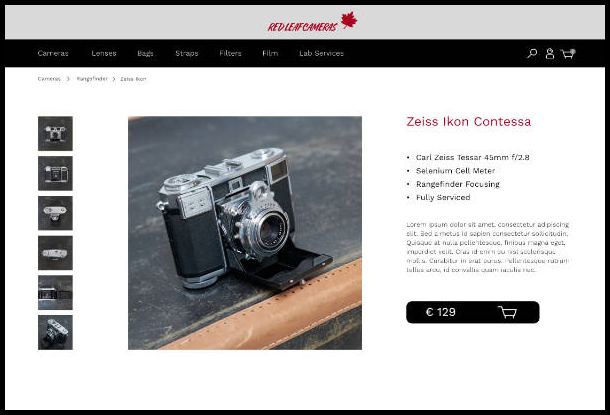 RED LEAF CAMERAS
Cameras Lenses Bags Straps Filters Film Lab Services
Cameras > Rangefinder > Zeiss Ikon
Zeiss Ikon Contessa
• Carl Zeiss Tessar 45mm f/2.8
• Selenium Cell Meter
• Rangefinder Focusing
• Fully Serviced
Lorem ipsum dolor sit amet, consectetur adipiscing
elit. Sed a metus id sapien consectetur sollicitudin.
Quisque at nulla pellentesque, finibus magna eget,
imperdiet velit. Cras id enim eu nisl scelerisque
mollis. Curabitur in erat purus. Pellentesque rutrum
tellus arcu, id convallis quam iaculis nec.
€ 129